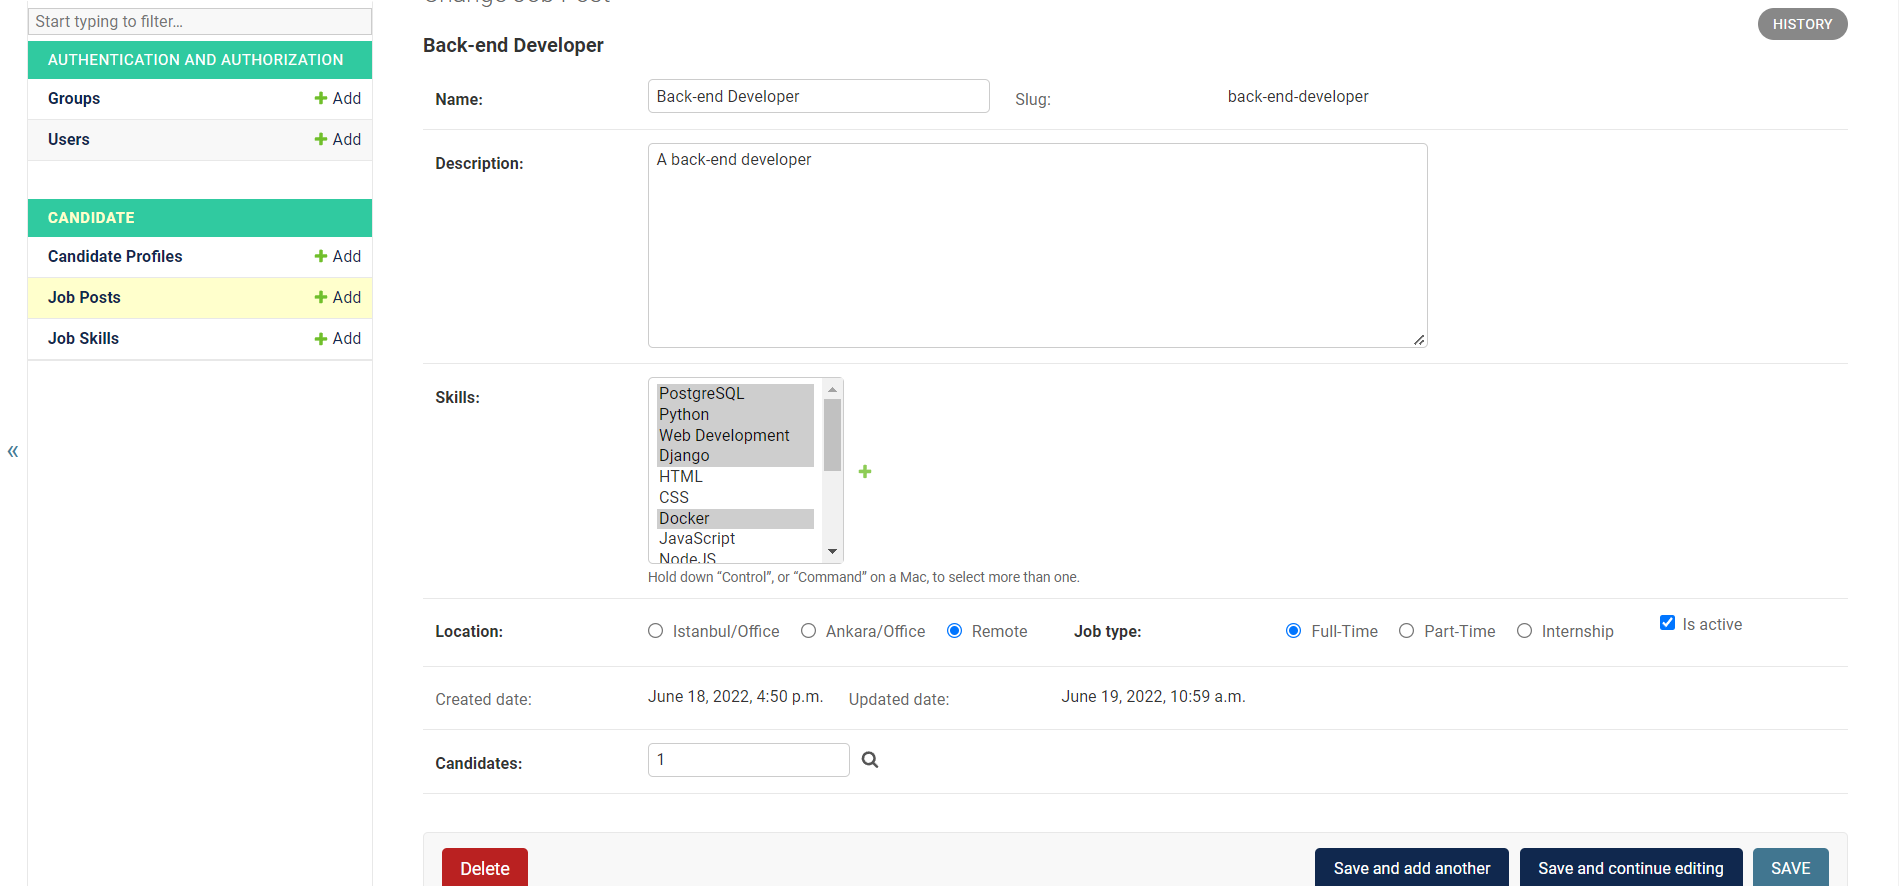 Start typing to filter...
AUTHENTICATION AND AUTHORIZATION
Groups + Add
Users + Add
CANDIDATE
Candidate Profiles + Add
Job Posts + Add
Job Skills + Add
«
Change Job Post
HISTORY
Back-end Developer
Name: Back-end Developer Slug: back-end-developer
Description: A back-end developer
Skills:
PostgreSQL
Python
Web Development
Django
HTML
CSS
Docker
JavaScript
NodeJS
Hold down “Control”, or “Command” on a Mac, to select more than one.
Location: Istanbul/Office Ankara/Office Remote Job type: Full-Time Part-Time Internship Is active
Created date: June 18, 2022, 4:50 p.m. Updated date: June 19, 2022, 10:59 a.m.
Candidates: 1
Delete Save and add another Save and continue editing SAVE